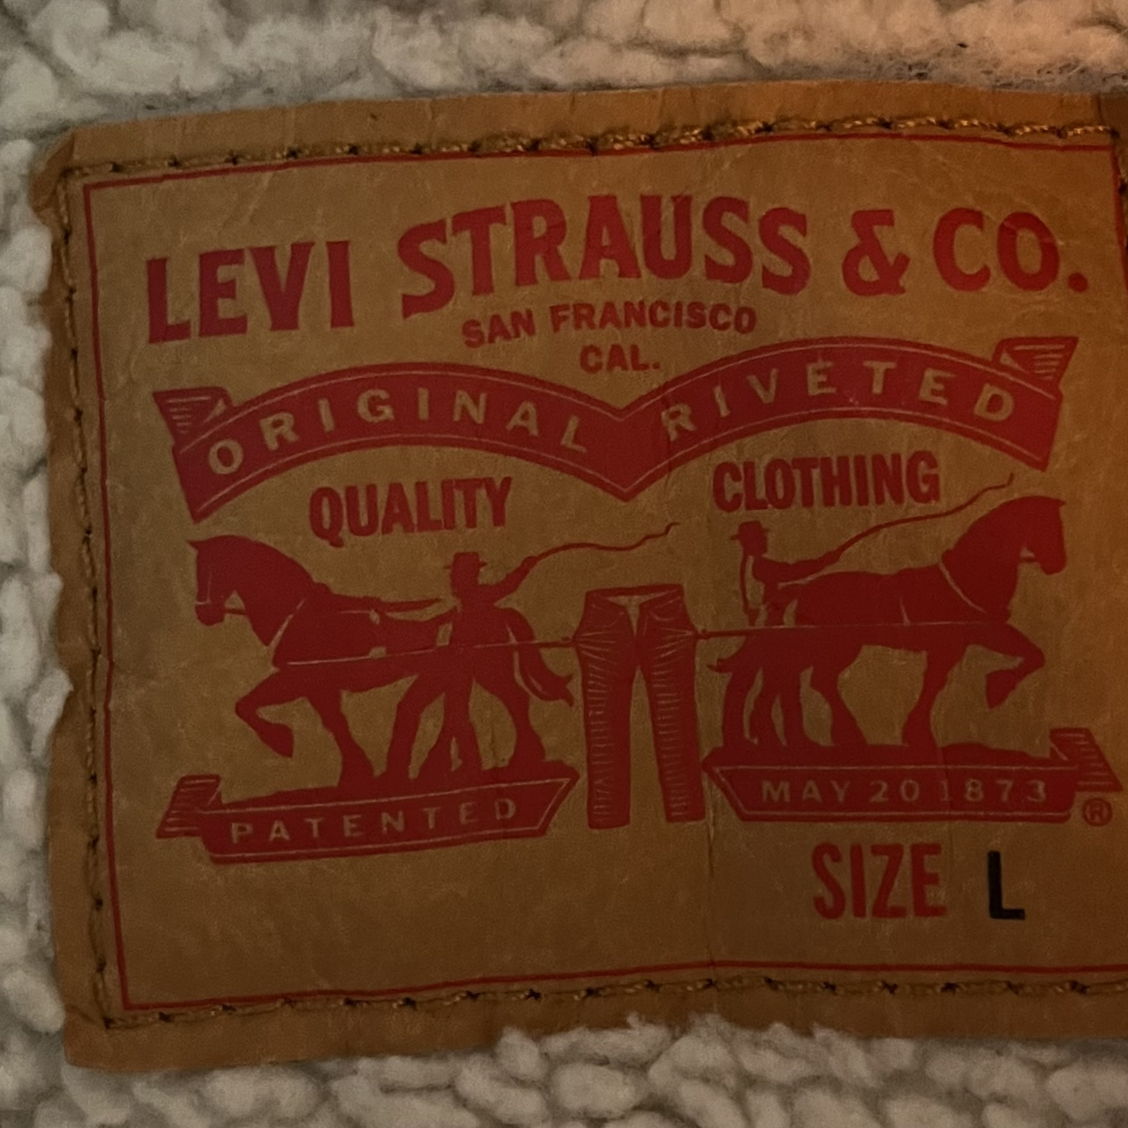 LEVI STRAUSS & CO.
SAN FRANCISCO
CAL.
ORIGINAL RIVETED
QUALITY CLOTHING
PATENTED
MAY 20 1873
®
SIZE L